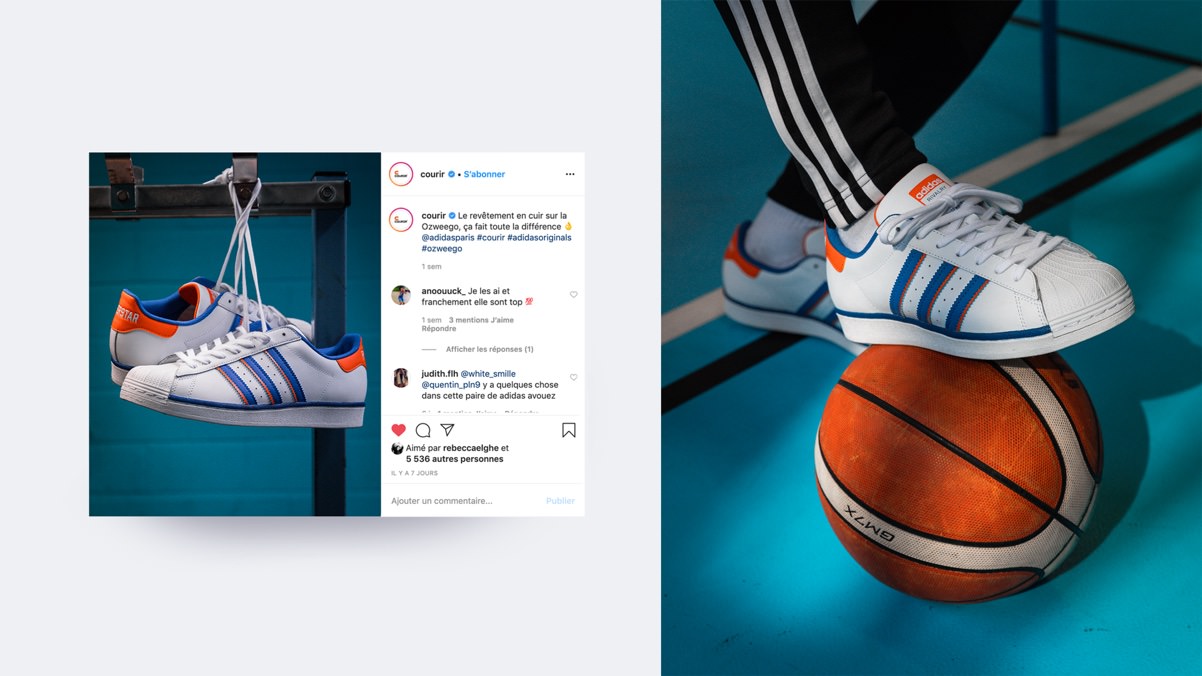 STAR
courir • S'abonner
courir Le revêtement en cuir sur la
Ozweego, ça fait toute la différence 👌
@adidasparis #courir #adidasoriginals
#ozweego
1 sem
anoouuck_ Je les ai et
franchement elle sont top 💯
1 sem 3 mentions J'aime
Répondre
Afficher les réponses (1)
judith.flh @white_smille
@quentin_pln9 y a quelques chose
dans cette paire de adidas avouez
Aimé par rebeccaelghe et
5 536 autres personnes
IL Y A 7 JOURS
Ajouter un commentaire... Publier
adidas
RIVALRY
GM7X